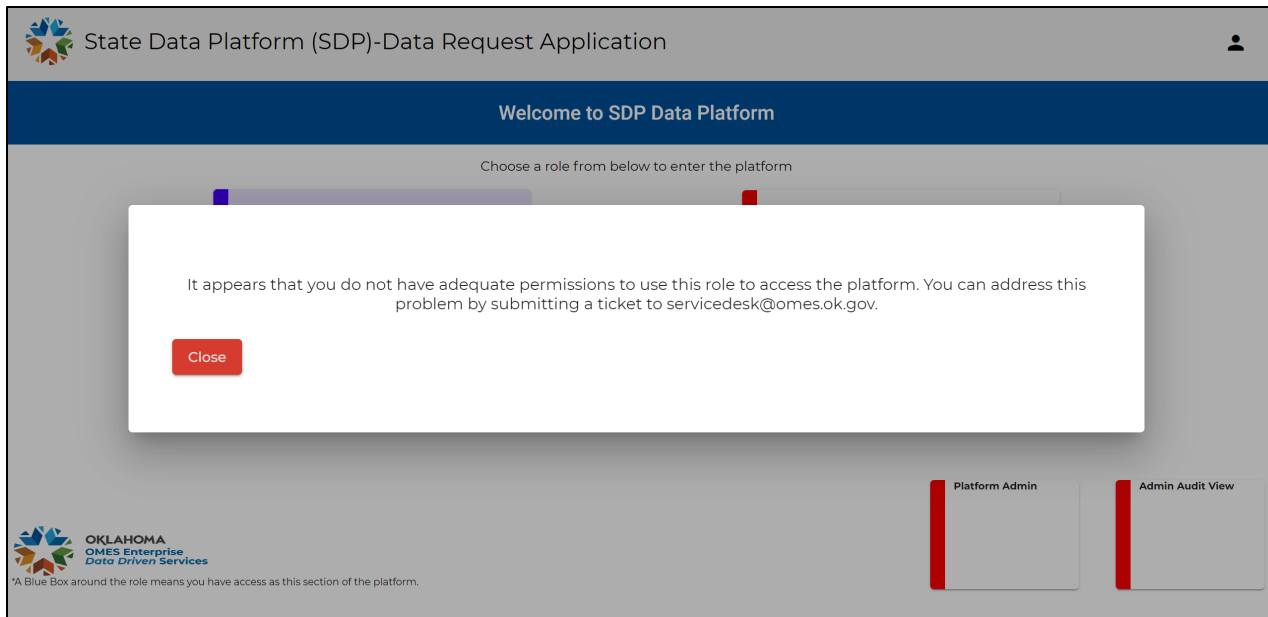 State Data Platform (SDP)-Data Request Application
Welcome to SDP Data Platform
Choose a role from below to enter the platform
It appears that you do not have adequate permissions to use this role to access the platform. You can address this
problem by submitting a ticket to servicedesk@omes.ok.gov.
Close
Platform Admin
Admin Audit View
OKLAHOMA
OMES Enterprise
Data Driven Services
*A Blue Box around the role means you have access as this section of the platform.